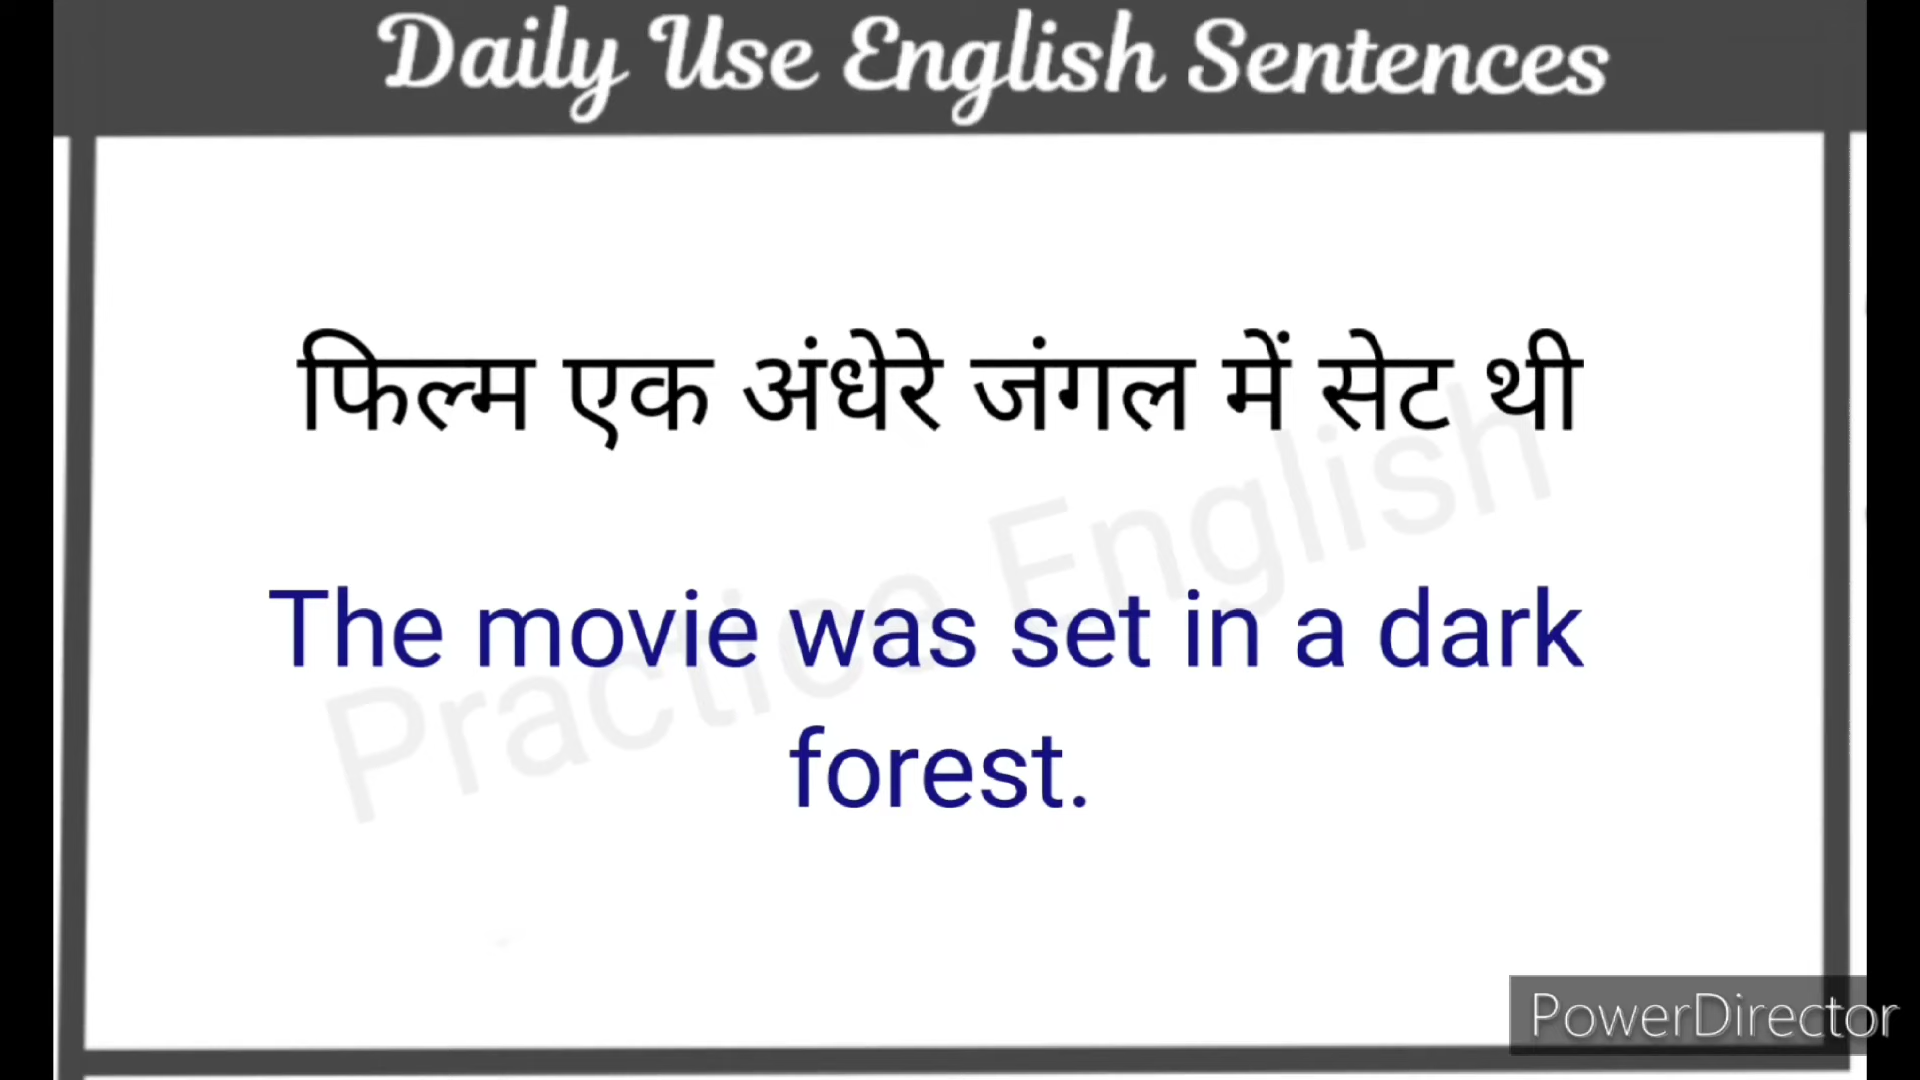 Daily Use English Sentences
फिल्म एक अंधेरे जंगल में सेट थी
The movie was set in a dark
forest.
Practice English
PowerDirector